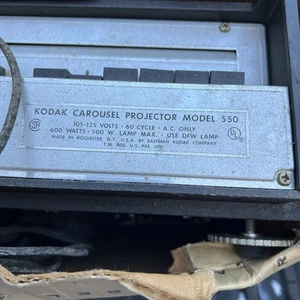 KODAK CAROUSEL PROJECTOR MODEL 550
105-125 VOLTS · 60 CYCLE · A.C. ONLY
600 WATTS · 500 W. LAMP MAX. · USE DFW LAMP
MADE IN ROCHESTER, N.Y., U.S.A. BY EASTMAN KODAK COMPANY
T.M. REG. U.S. PAT. OFF.
UL